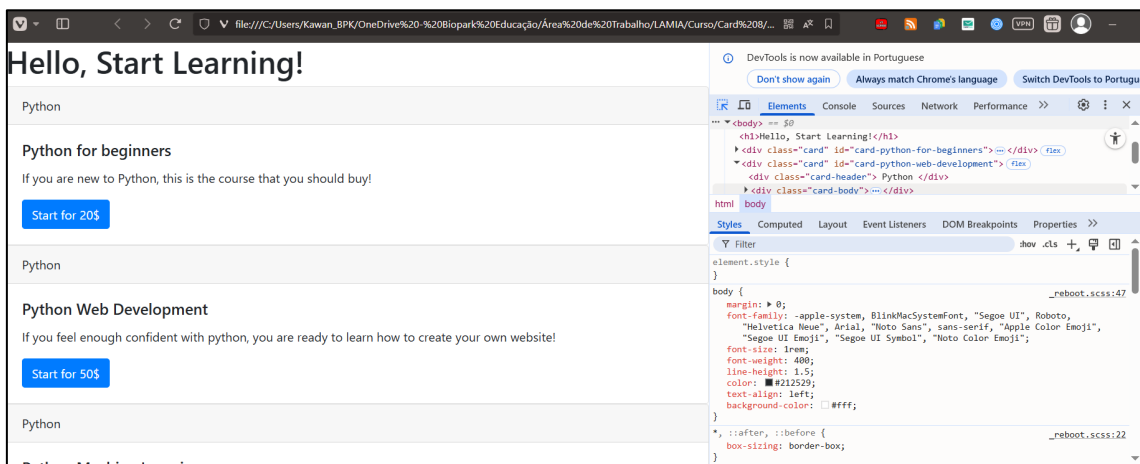 file:///C:/Users/Kawan_BPK/OneDrive%20-%20Biopark%20Educação/Área%20de%20Trabalho/LAMIA/Curso/Card%208/...
VPN
Hello, Start Learning!
Python
Python for beginners
If you are new to Python, this is the course that you should buy!
Start for 20$
Python
Python Web Development
If you feel enough confident with python, you are ready to learn how to create your own website!
Start for 50$
Python
DevTools is now available in Portuguese
Don't show again Always match Chrome's language Switch DevTools to Portugu
Elements Console Sources Network Performance
<body> == $0
<h1>Hello, Start Learning!</h1>
<div class="card" id="card-python-for-beginners">…</div> flex
<div class="card" id="card-python-web-development"> flex
<div class="card-header"> Python </div>
<div class="card-body">…</div>
html body
Styles Computed Layout Event Listeners DOM Breakpoints Properties
Filter :hov .cls
element.style {
}
body { _reboot.scss:47
margin: 0;
font-family: -apple-system, BlinkMacSystemFont, "Segoe UI", Roboto,
"Helvetica Neue", Arial, "Noto Sans", sans-serif, "Apple Color Emoji",
"Segoe UI Emoji", "Segoe UI Symbol", "Noto Color Emoji";
font-size: 1rem;
font-weight: 400;
line-height: 1.5;
color: #212529;
text-align: left;
background-color: #fff;
}
*, ::after, ::before { _reboot.scss:22
box-sizing: border-box;
}